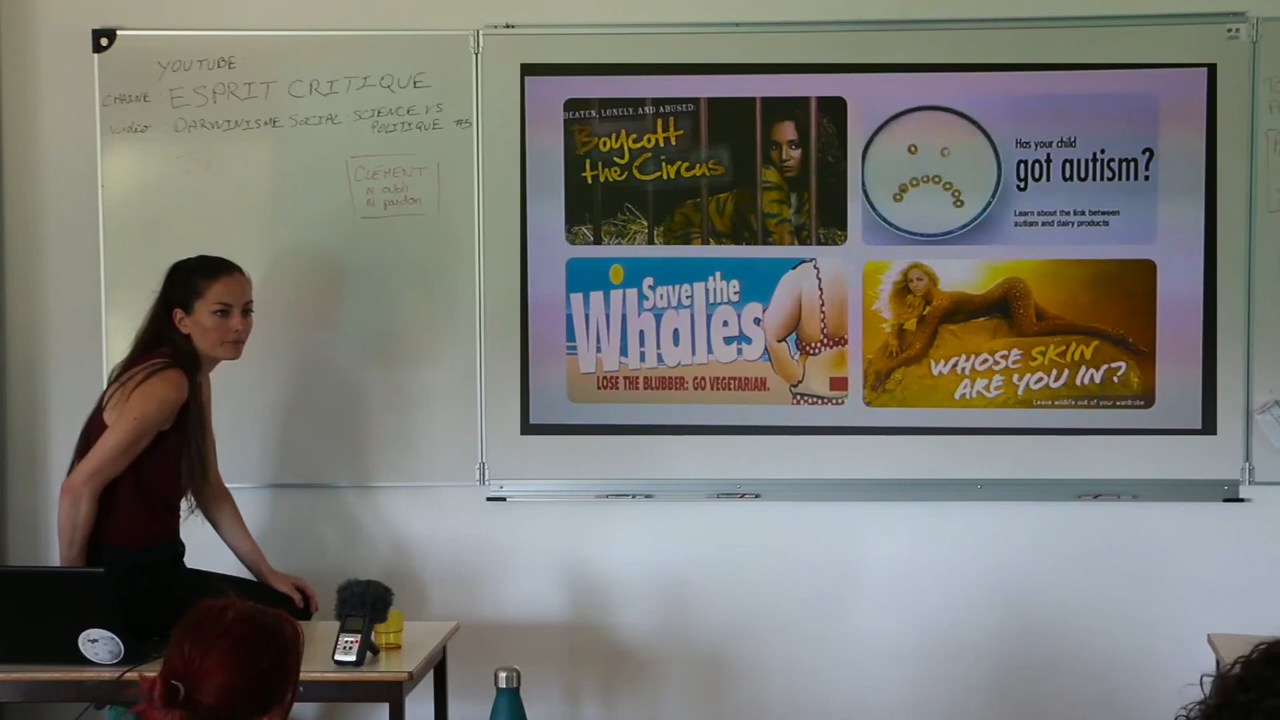 YOUTUBE
CHAINE : ESPRIT CRITIQUE
Vidéo : DARWINISME SOCIAL : SCIENCE VS
POLITIQUE #5
CLÉMENT
ni oubli
ni pardon
BEATEN, LONELY, AND ABUSED:
Boycott
the Circus
Has your child
got autism?
Learn about the link between
autism and dairy products
Save the
Whales
LOSE THE BLUBBER: GO VEGETARIAN.
WHOSE SKIN
ARE YOU IN?
Leave wildlife out of your wardrobe